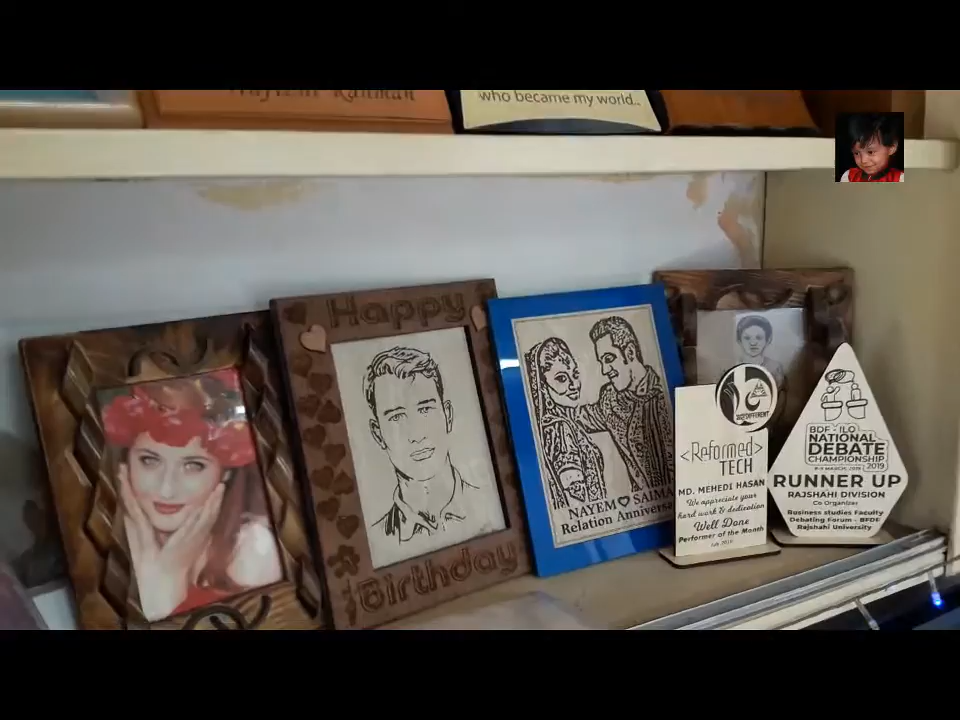 Rahman
who became my world..
Happy
Birthday
NAYEM SAIMA
Relation Anniversa
<Reformed>
TECH
MD. MEHEDI HASAN
We appreciate your
hard work & dedication
Well Done
Performer of the Month
BDF - ILO
NATIONAL
DEBATE
CHAMPIONSHIP
2019
RUNNER UP
RAJSHAHI DIVISION
Co Organizer
Business studies Faculty
Debating Forum - BFDF
Rajshahi University